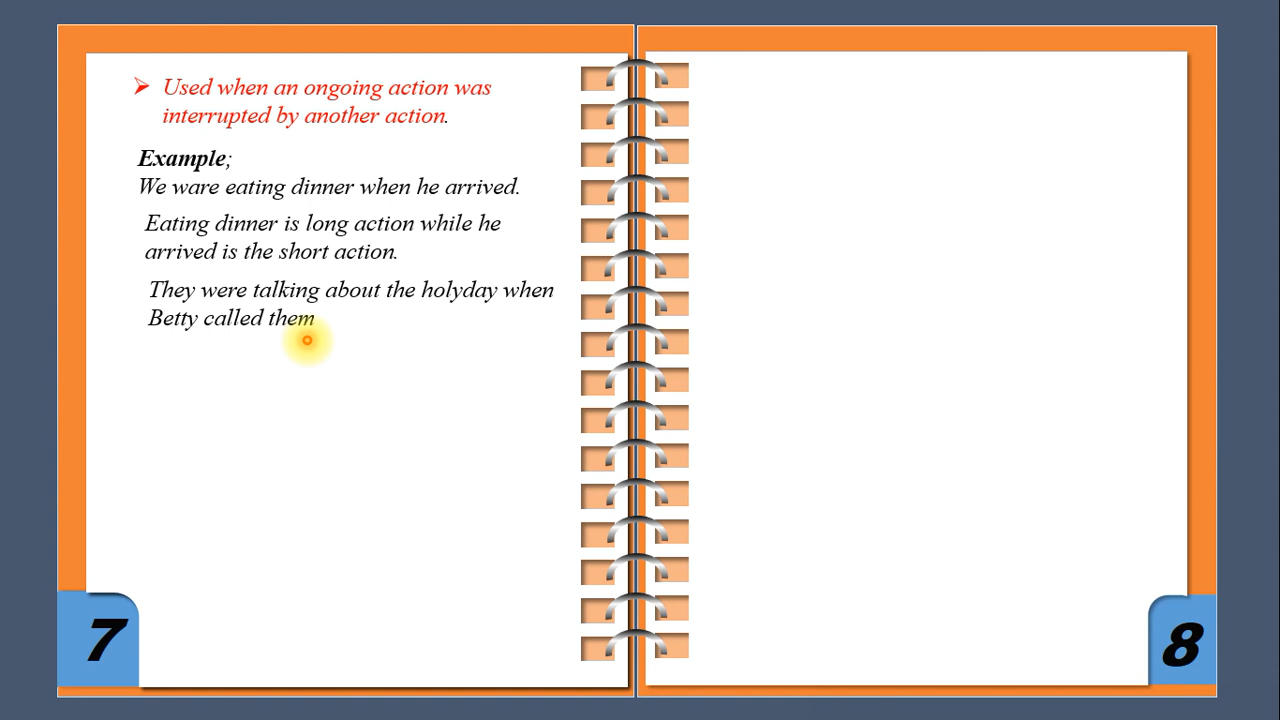 Used when an ongoing action was
interrupted by another action.
Example;
We ware eating dinner when he arrived.
Eating dinner is long action while he
arrived is the short action.
They were talking about the holyday when
Betty called them
7
8